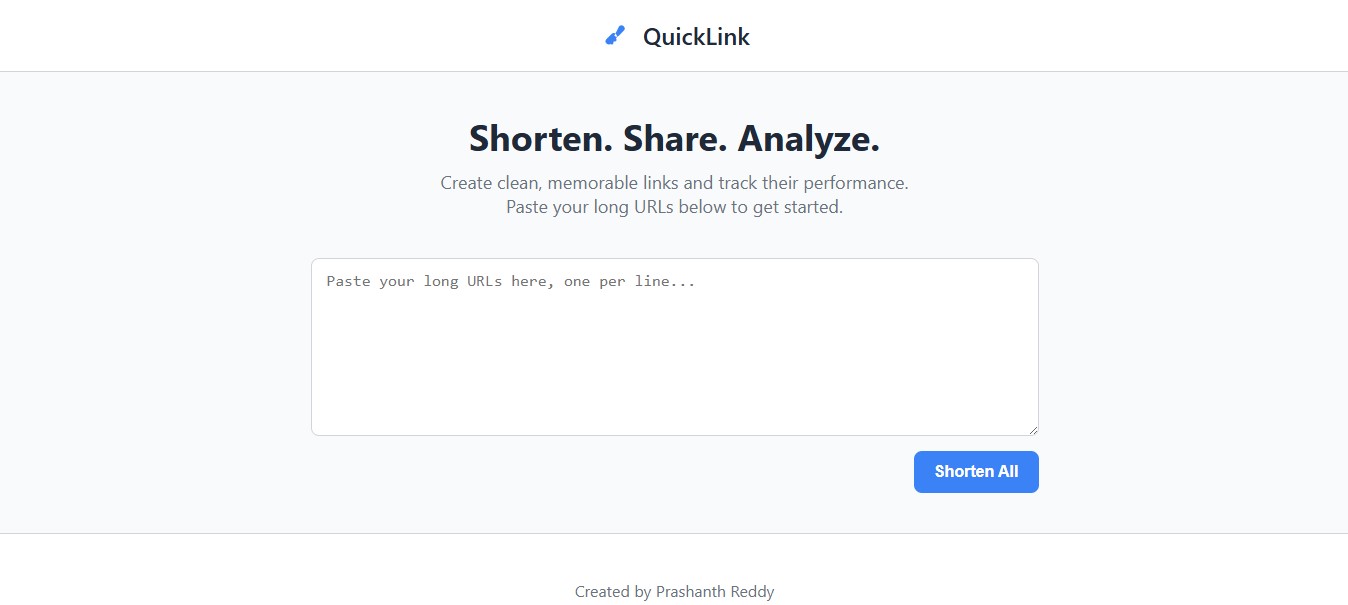 QuickLink
Shorten. Share. Analyze.
Create clean, memorable links and track their performance.
Paste your long URLs below to get started.
Paste your long URLs here, one per line...
Shorten All
Created by Prashanth Reddy